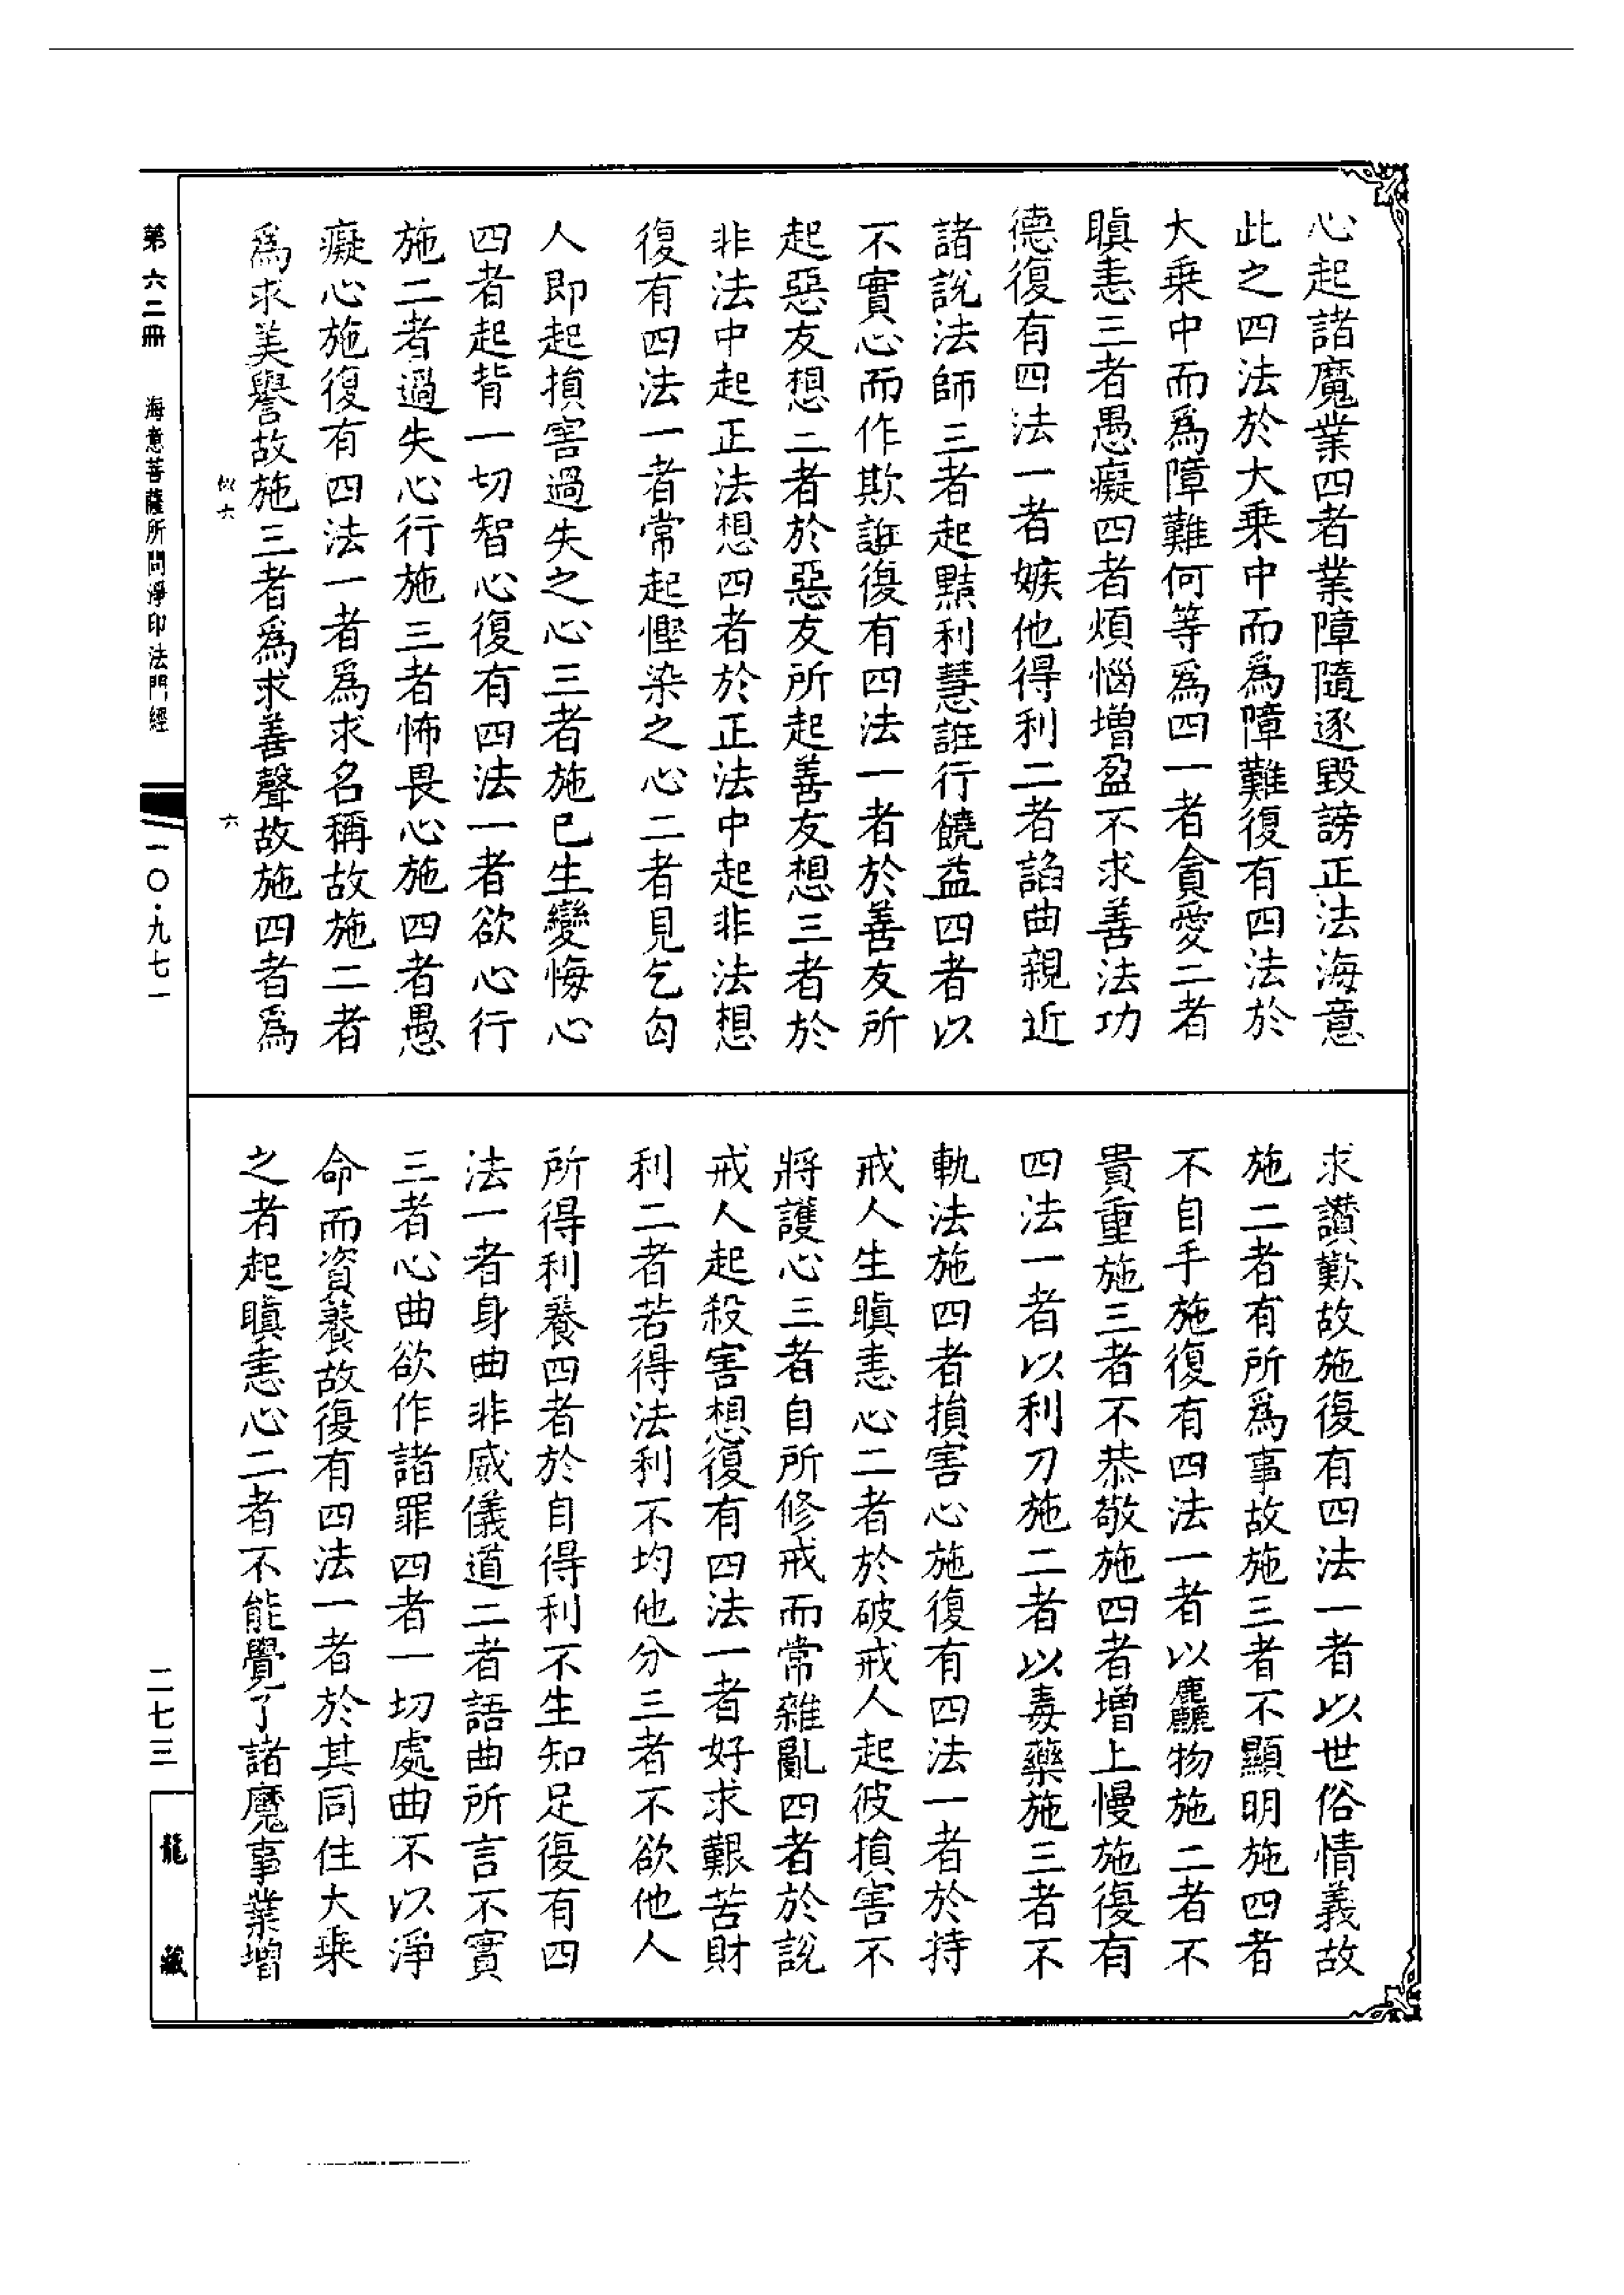 心起諸魔業四者業障隨逐毀謗正法海意
此之四法於大乘中而爲障難復有四法於
大乘中而爲障難何等爲四一者貪愛二者
瞋恚三者愚癡四者煩惱增盈不求善法功
德復有四法一者嫉他得利二者諂曲親近
諸說法師三者起黠利慧誑行饒益四者以
不實心而作欺誑復有四法一者於善友所
起惡友想二者於惡友所起善友想三者於
非法中起正法想四者於正法中起非法想
復有四法一者常起慳染之心二者見乞匃
人即起損害過失之心三者施已生變悔心
四者起背一切智心復有四法一者欲心行
施二者過失心行施三者怖畏心施四者愚
癡心施復有四法一者爲求名稱故施二者
爲求美譽故施三者爲求善聲故施四者爲
求讚歎故施復有四法一者以世俗情義故
施二者有所爲事故施三者不顯明施四者
不自手施復有四法一者以麤物施二者不
貴重施三者不恭敬施四者增上慢施復有
四法一者以利刀施二者以毒藥施三者不
軌法施四者損害心施復有四法一者於持
戒人生瞋恚心二者於破戒人起彼損害不
將護心三者自所修戒而常雜亂四者於說
戒人起殺害想復有四法一者好求艱苦財
利二者若得法利不均他分三者不欲他人
所得利養四者於自得利不生知足復有四
法一者身曲非威儀道二者語曲所言不實
三者心曲欲作諸罪四者一切處曲不以淨
命而資養故復有四法一者於其同住大乘
之者起瞋恚心二者不能覺了諸魔事業增
六
六
第六二冊
海意菩薩所問淨印法門經
一〇·九七一
二七三
龍藏